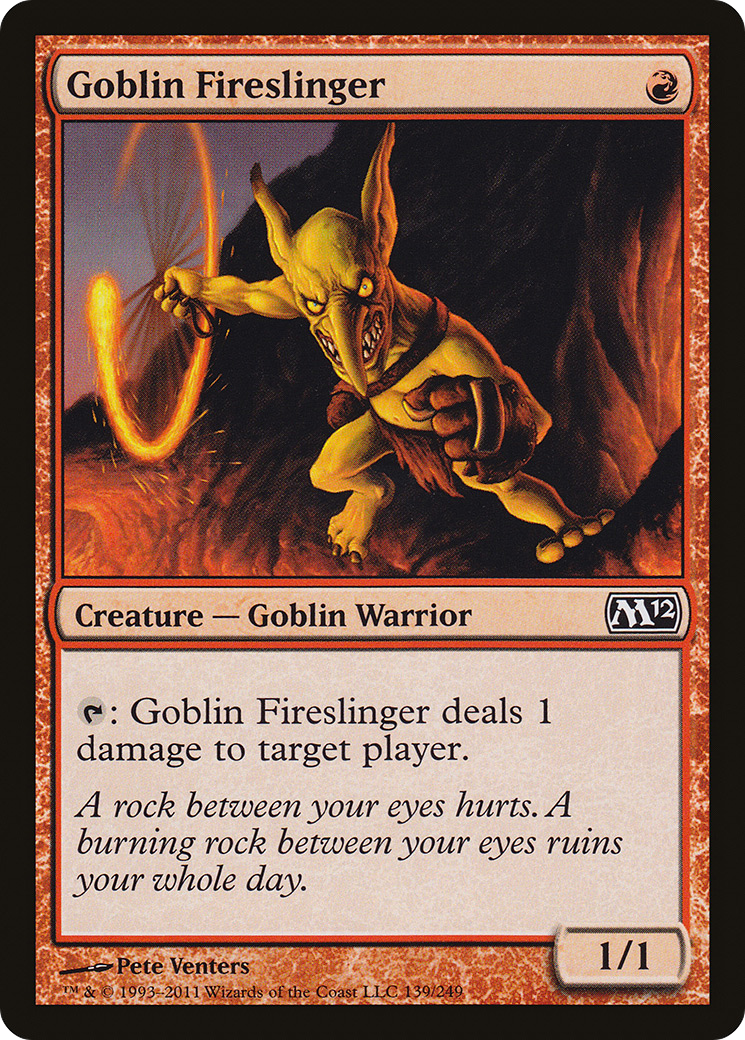 Goblin Fireslinger
Creature — Goblin Warrior
M12
: Goblin Fireslinger deals 1
damage to target player.
A rock between your eyes hurts. A
burning rock between your eyes ruins
your whole day.
1/1
Pete Venters
™ & © 1993–2011 Wizards of the Coast LLC 139/249